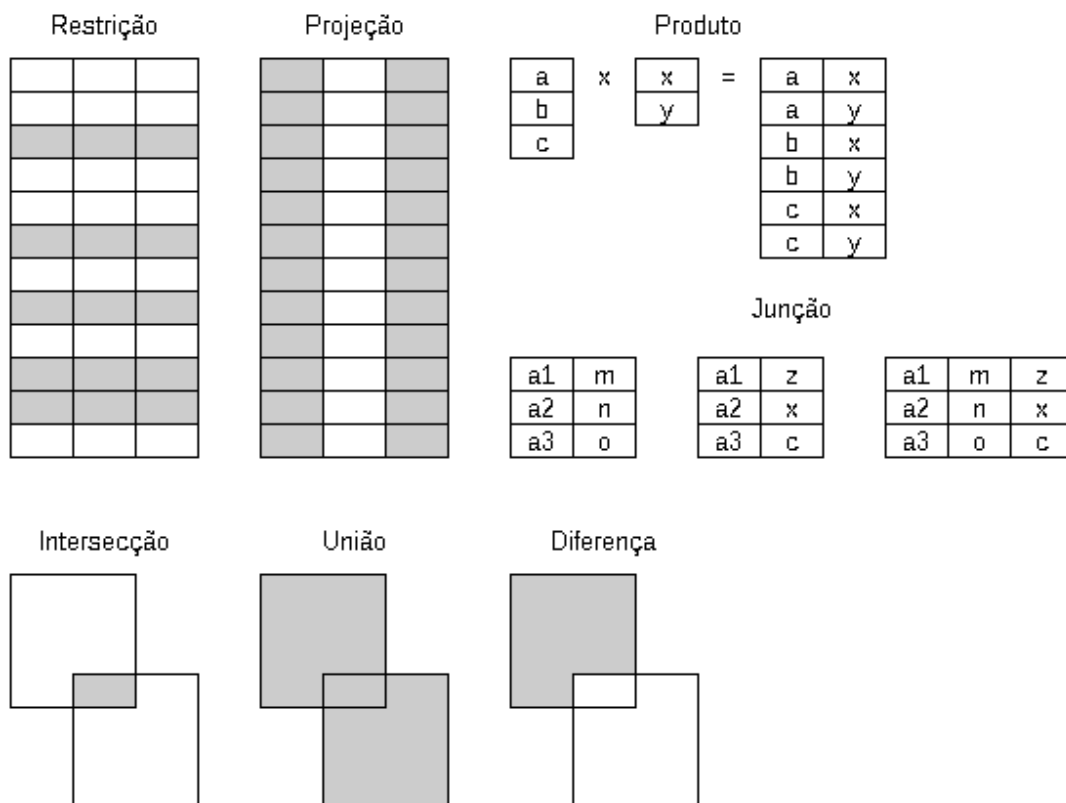 Restrição Projeção Produto
a x x = a x
b y a y
c b x
b y
c x
c y
Junção
a1 m a1 z a1 m z
a2 n a2 x a2 n x
a3 o a3 c a3 o c
Intersecção União Diferença